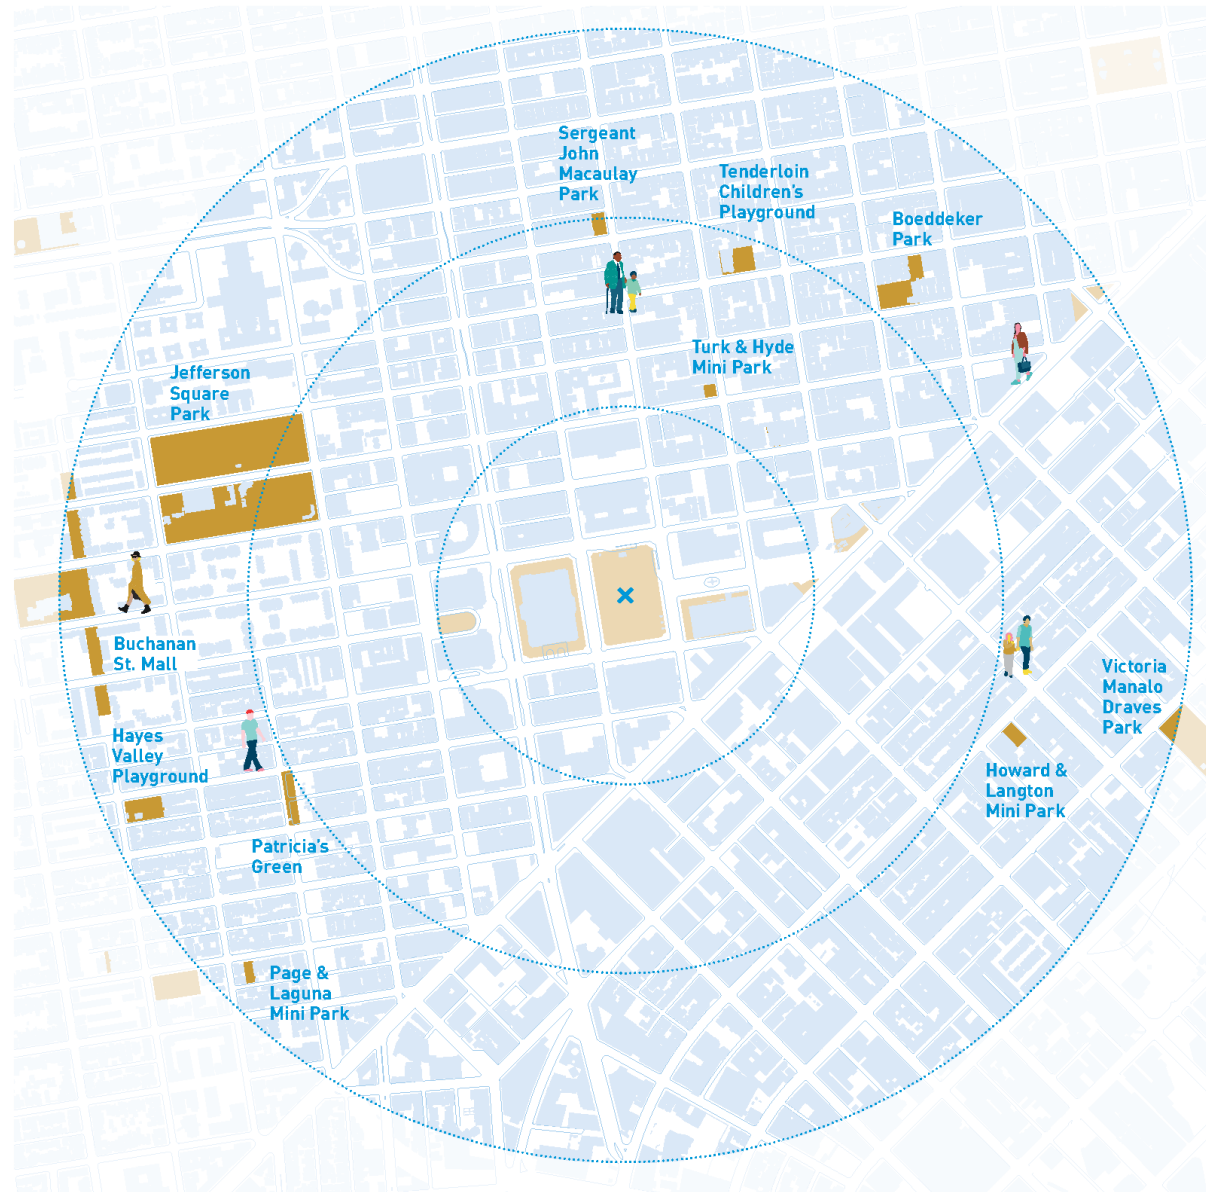 Sergeant
John
Macaulay
Park
Tenderloin
Children's
Playground
Boeddeker
Park
Turk & Hyde
Mini Park
Jefferson
Square
Park
Buchanan
St. Mall
Victoria
Manalo
Draves
Park
Hayes
Valley
Playground
Howard &
Langton
Mini Park
Patricia's
Green
Page &
Laguna
Mini Park